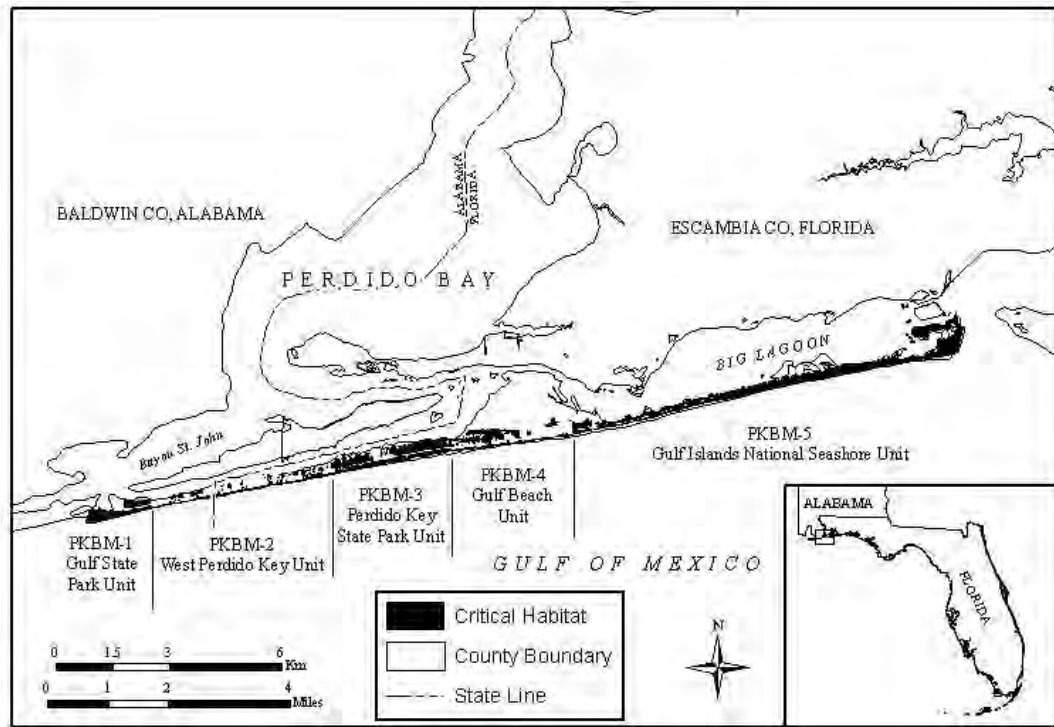 BALDWIN CO, ALABAMA
ALABAMA
FLORIDA
ESCAMBIA CO, FLORIDA
PERDIDO BAY
BIG LAGOON
Bayou St. John
PKBM-1
Gulf State
Park Unit
PKBM-2
West Perdido Key Unit
PKBM-3
Perdido Key
State Park Unit
PKBM-4
Gulf Beach
Unit
PKBM-5
Gulf Islands National Seashore Unit
GULF OF MEXICO
0 1.5 3 6
Km
0 1 2 4
Miles
Critical Habitat
County Boundary
State Line
N
ALABAMA
FLORIDA